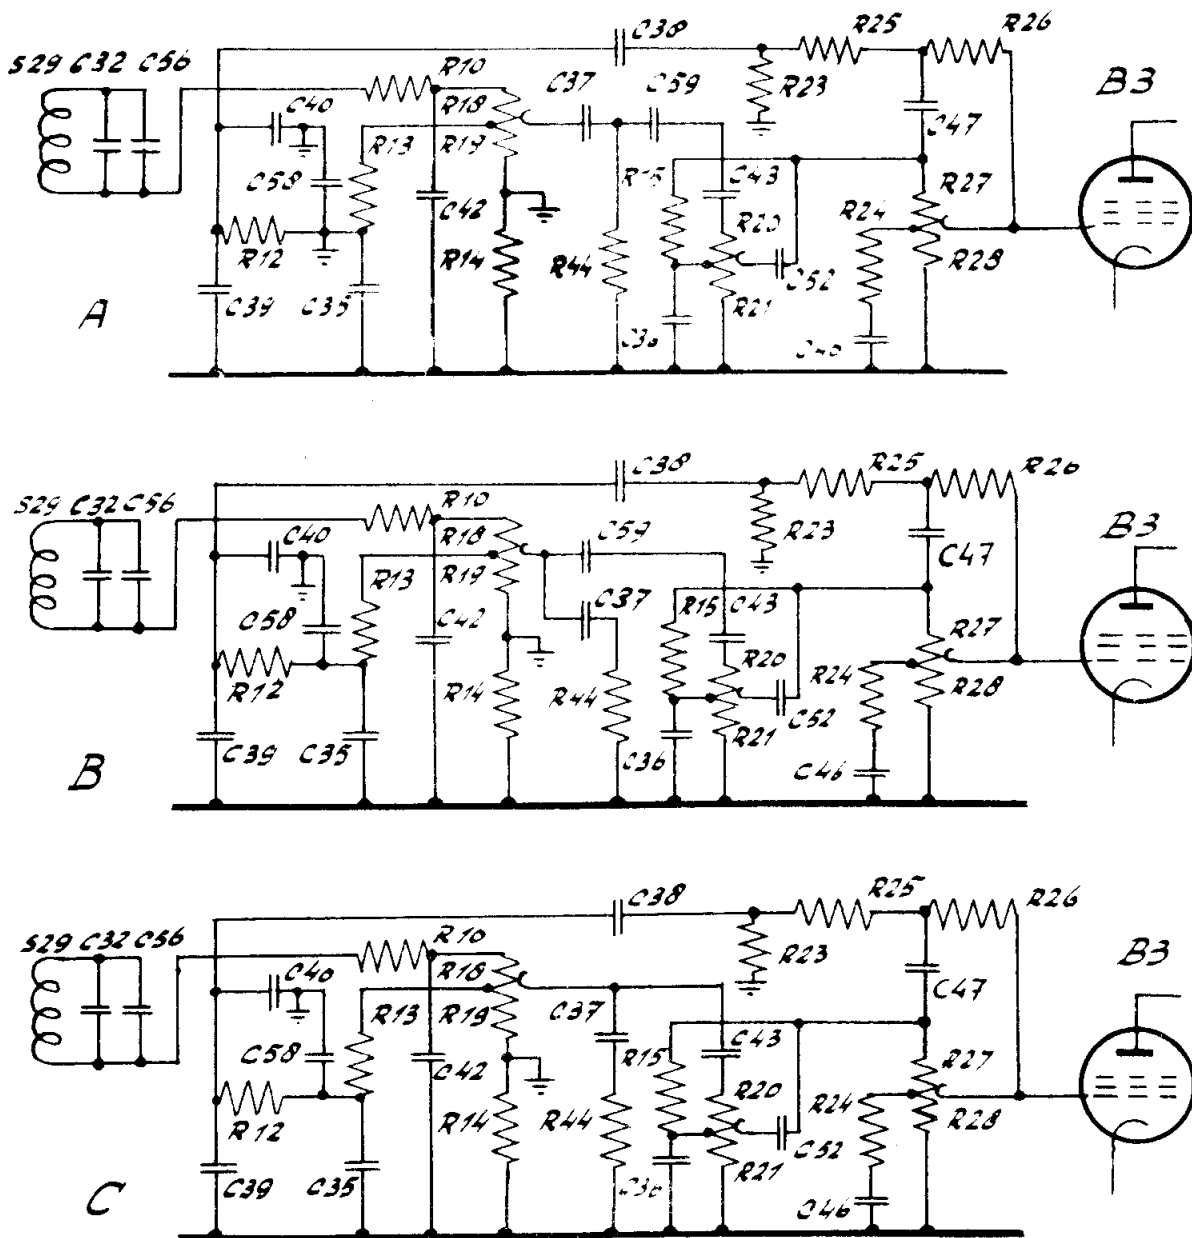 C38 R25 R26
S29 C32 C56 R10 C37 C59 R23 B3
C40 R18 C47
R13 R19 R15 C43 R27
C58 C42 R24
R12 R14 R44 R20 R28
C39 C35 R21 C52
A
C38 R25 R26
S29 C32 C56 R10 C59 R23 B3
C40 R18 C47
R13 R19 C37 R15 C43
C58 C42 R27
R12 R14 R44 R20 R24 R28
C39 C35 C36 R21 C52 C46
B
C38 R25 R26
S29 C32 C56 R10 R23 B3
C40 R18 C47
R13 R19 C37
C58 C42 R15 C43 R27
R12 R14 R44 R20 R24 R28
C39 C35 R21 C52 C46
C